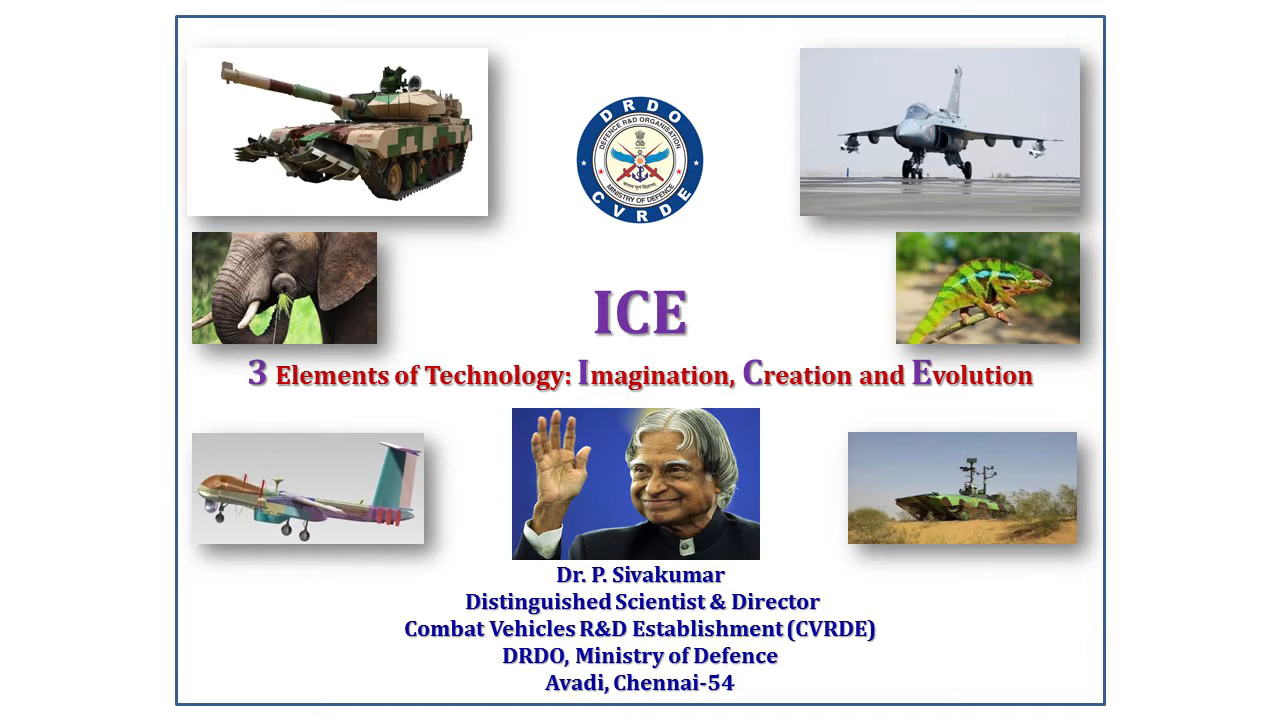 DRDO
DEFENCE R&D ORGANISATION
MINISTRY OF DEFENCE
CVRDE
ICE
3 Elements of Technology: Imagination, Creation and Evolution
Dr. P. Sivakumar
Distinguished Scientist & Director
Combat Vehicles R&D Establishment (CVRDE)
DRDO, Ministry of Defence
Avadi, Chennai-54